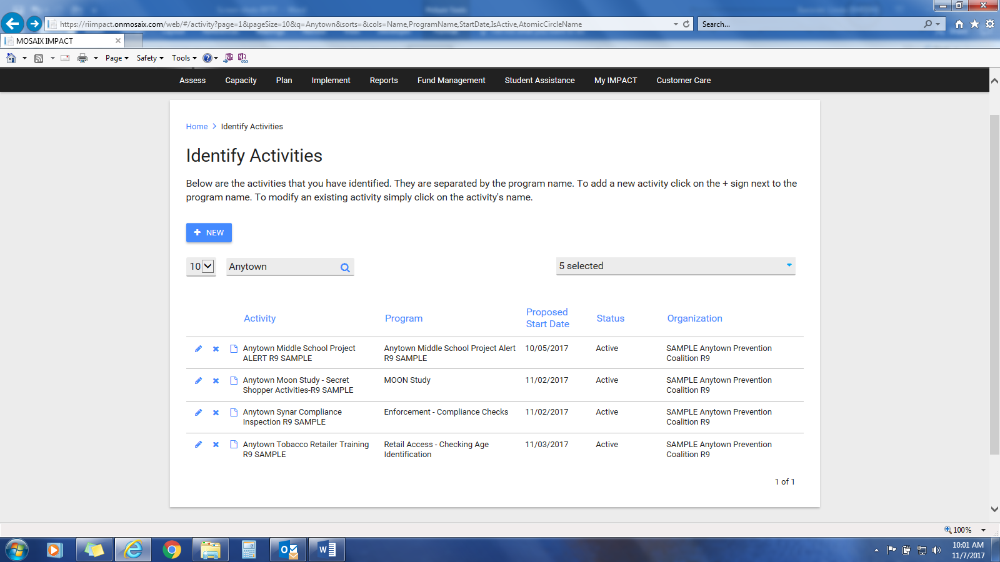 https://riimpact.onmosaix.com/web/#/activity?page=1&pageSize=10&q=Anytown&sorts=&cols=Name,ProgramName,StartDate,IsActive,AtomicCircleName
Search...
MOSAIX IMPACT
Page Safety Tools
Assess Capacity Plan Implement Reports Fund Management Student Assistance My IMPACT Customer Care
Home > Identify Activities
Identify Activities
Below are the activities that you have identified. They are separated by the program name. To add a new activity click on the + sign next to the
program name. To modify an existing activity simply click on the activity's name.
+ NEW
10 Anytown 5 selected
Activity Program Proposed Start Date Status Organization
Anytown Middle School Project Anytown Middle School Project Alert 10/05/2017 Active SAMPLE Anytown Prevention
ALERT R9 SAMPLE R9 SAMPLE Coalition R9
Anytown Moon Study - Secret MOON Study 11/02/2017 Active SAMPLE Anytown Prevention
Shopper Activities-R9 SAMPLE Coalition R9
Anytown Synar Compliance Enforcement - Compliance Checks 11/02/2017 Active SAMPLE Anytown Prevention
Inspection R9 SAMPLE Coalition R9
Anytown Tobacco Retailer Training Retail Access - Checking Age 11/03/2017 Active SAMPLE Anytown Prevention
R9 SAMPLE Identification Coalition R9
1 of 1
100%
10:01 AM
11/7/2017